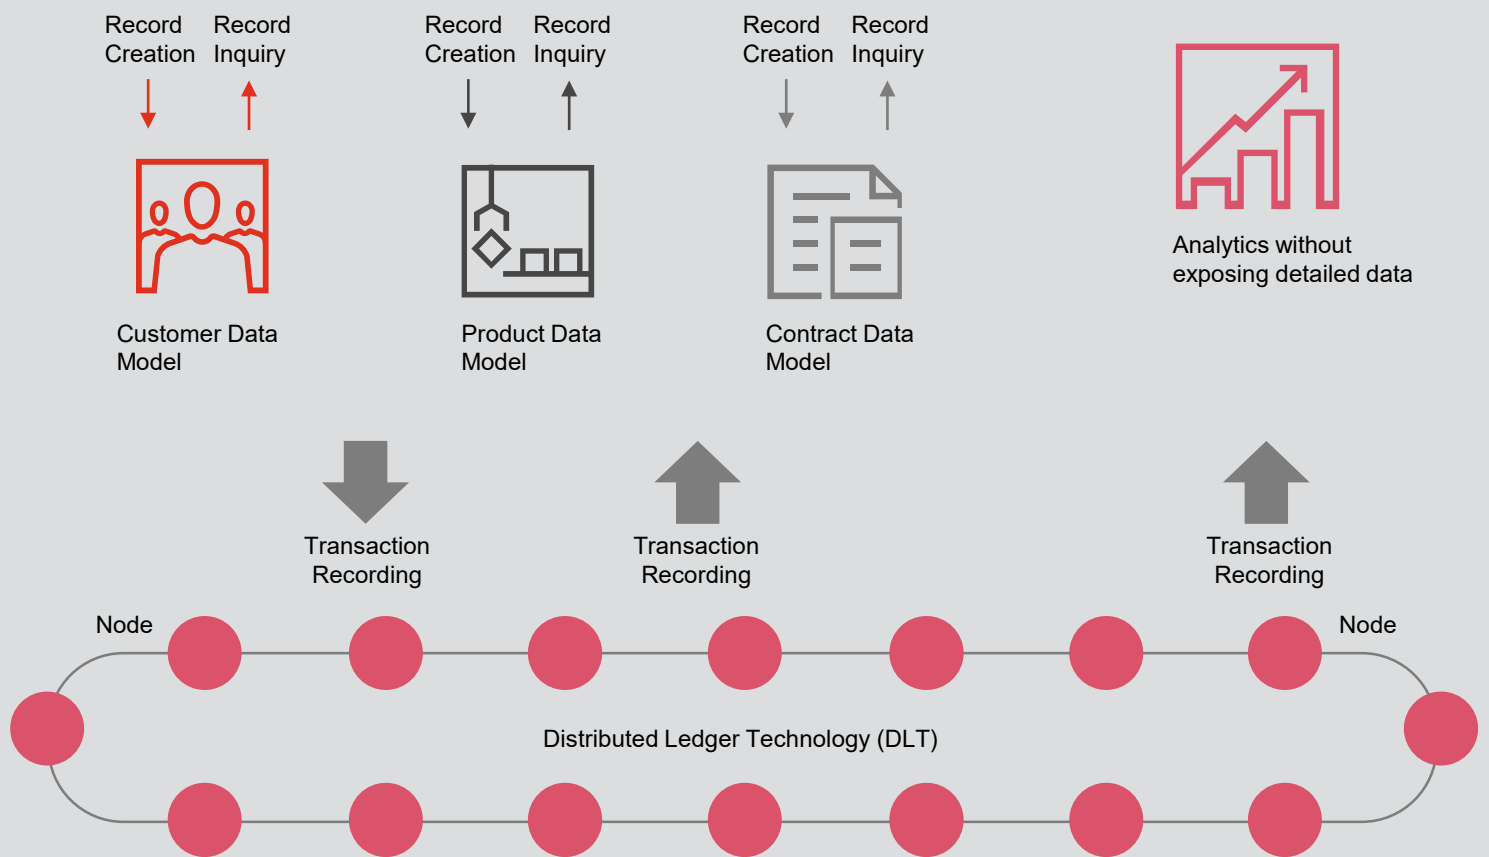 Record
Creation
Record
Inquiry
Record
Creation
Record
Inquiry
Record
Creation
Record
Inquiry
Analytics without
exposing detailed data
Customer Data
Model
Product Data
Model
Contract Data
Model
Transaction
Recording
Transaction
Recording
Transaction
Recording
Node
Node
Distributed Ledger Technology (DLT)